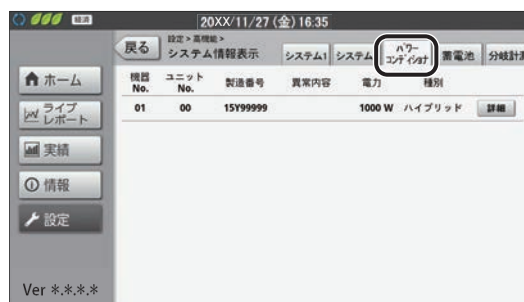 経済
20XX/11/27 (金) 16:35
戻る
設定 > 高機能 >
システム情報表示
システム1
システム
パワー
コンディショナ
蓄電池
分岐計測
ホーム
ライブ
レポート
実績
情報
設定
機器
No.
ユニット
No.
製造番号
異常内容
電力
種別
01 00 15Y99999 1000 W ハイブリッド 詳細
Ver *.*.*.*